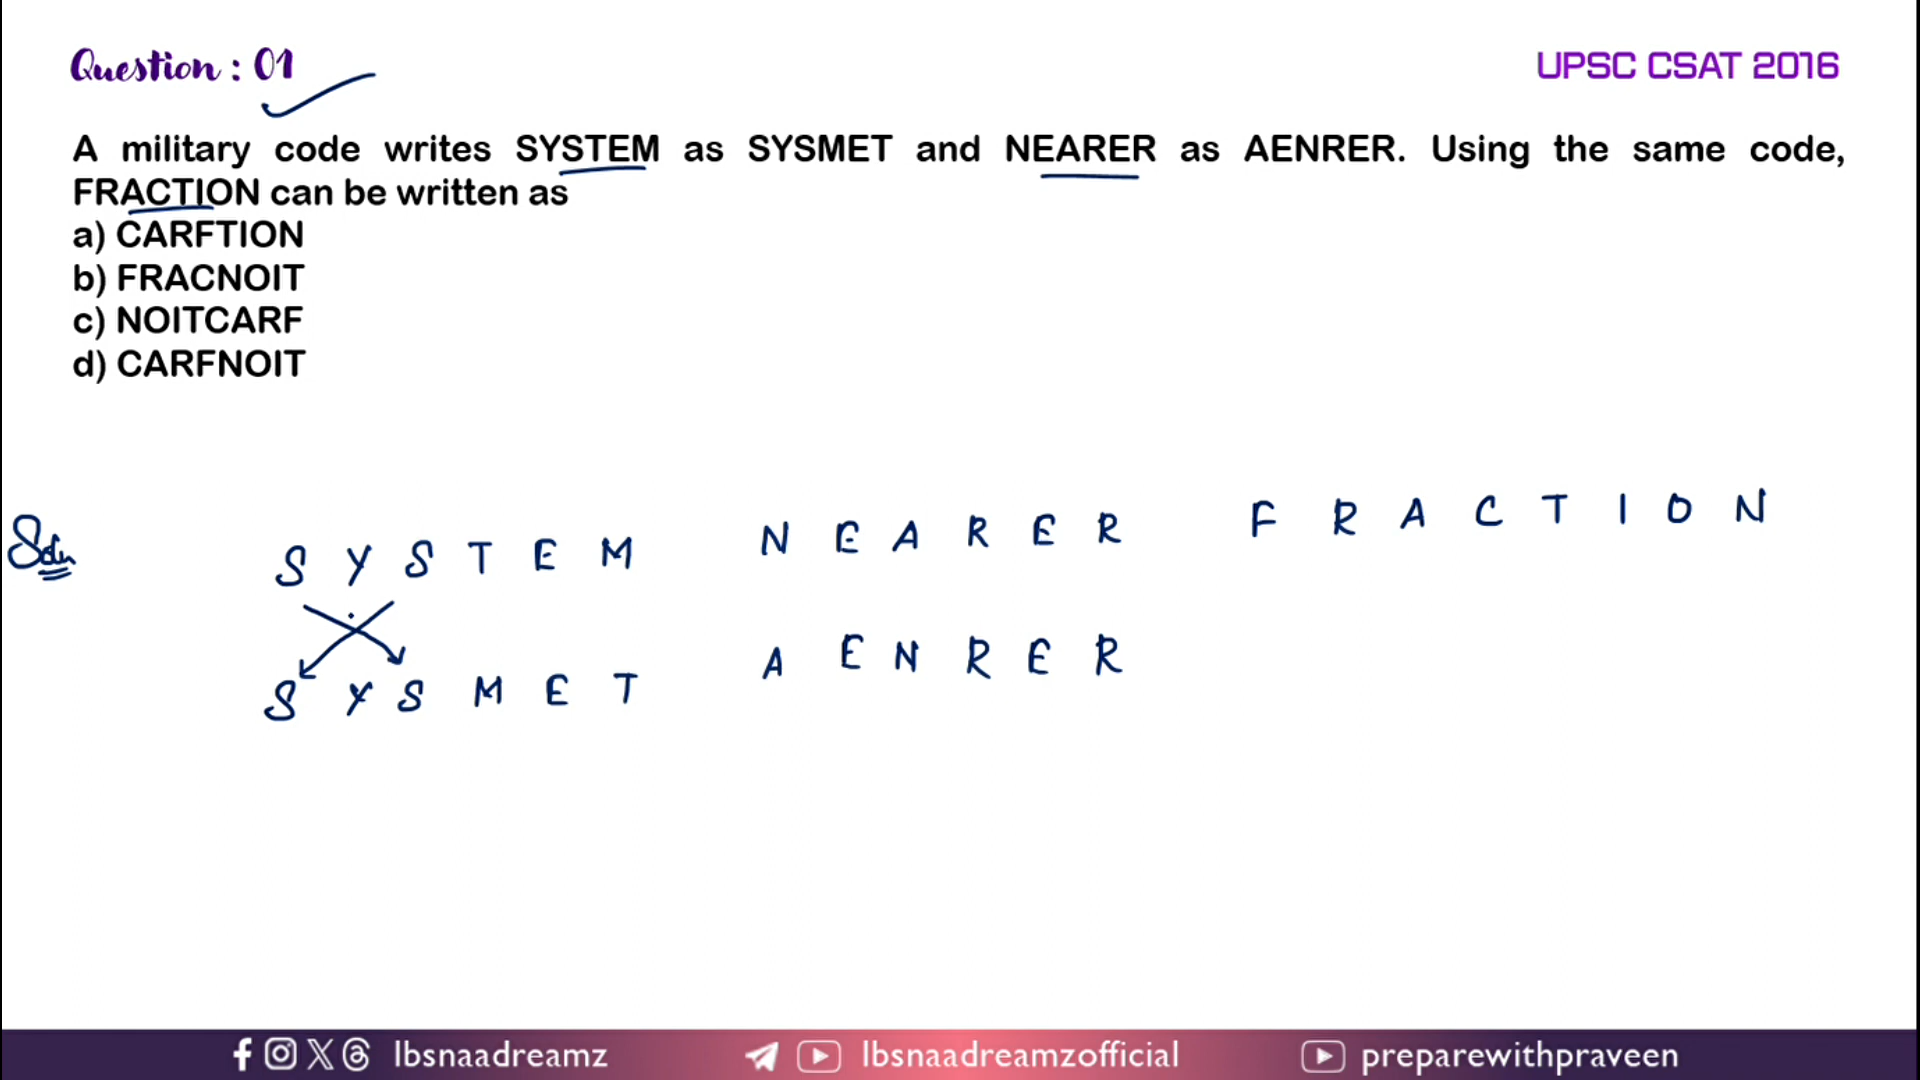 Question : 01
UPSC CSAT 2016
A military code writes SYSTEM as SYSMET and NEARER as AENRER. Using the same code,
FRACTION can be written as
a) CARFTION
b) FRACNOIT
c) NOITCARF
d) CARFNOIT
Soln S Y S T E M N E A R E R F R A C T I O N
S Y S M E T A E N R E R
lbsnaadreamz lbsnaadreamzofficial preparewithpraveen